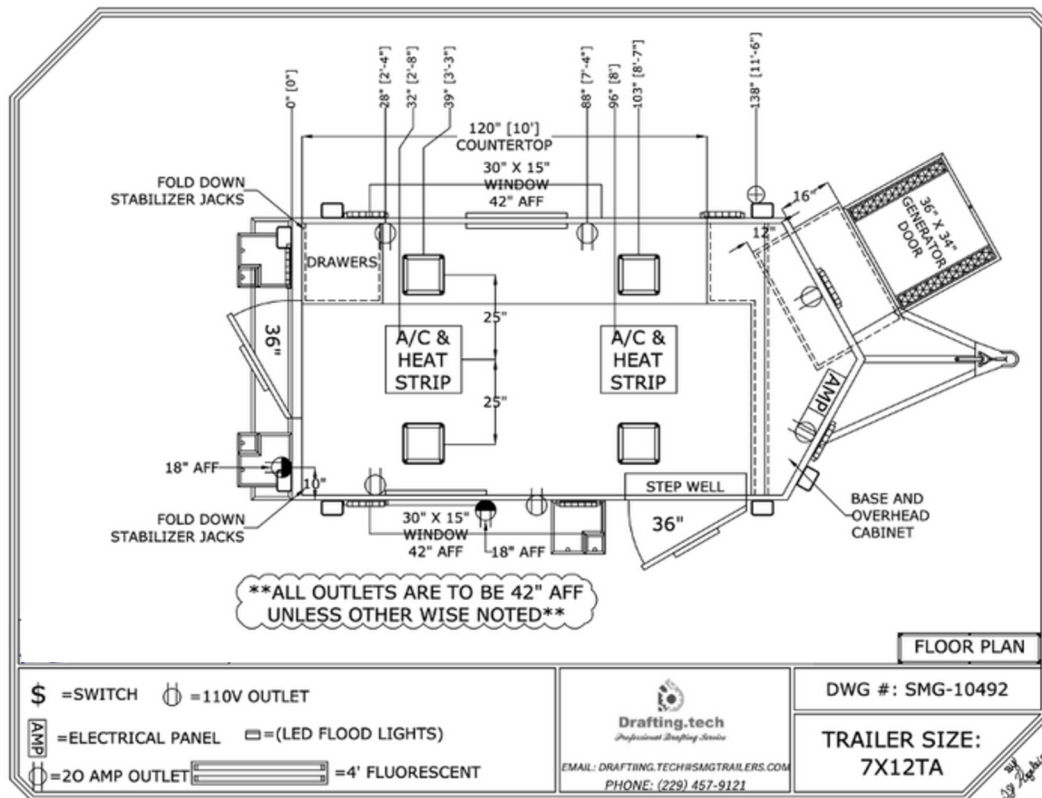 0" [0"]
28" [2'-4"]
32" [2'-8"]
39" [3'-3"]
88" [7'-4"]
96" [8']
103" [8'-7"]
138" [11'-6"]
120" [10']
COUNTERTOP
30" X 15"
WINDOW
42" AFF
FOLD DOWN
STABILIZER JACKS
16"
12"
36" X 34"
GENERATOR
DOOR
DRAWERS
25"
36"
A/C &
HEAT
STRIP
A/C &
HEAT
STRIP
25"
AMP
18" AFF
10"
STEP WELL
FOLD DOWN
STABILIZER JACKS
30" X 15"
WINDOW
42" AFF
18" AFF
36"
BASE AND
OVERHEAD
CABINET
**ALL OUTLETS ARE TO BE 42" AFF
UNLESS OTHER WISE NOTED**
FLOOR PLAN
$ =SWITCH
=110V OUTLET
AMP =ELECTRICAL PANEL
=(LED FLOOD LIGHTS)
=20 AMP OUTLET
=4' FLUORESCENT
Drafting.tech
Professional Drafting Service
EMAIL: DRAFTIING.TECH@SMGTRAILERS.COM
PHONE: (229) 457-9121
DWG #: SMG-10492
TRAILER SIZE:
7X12TA